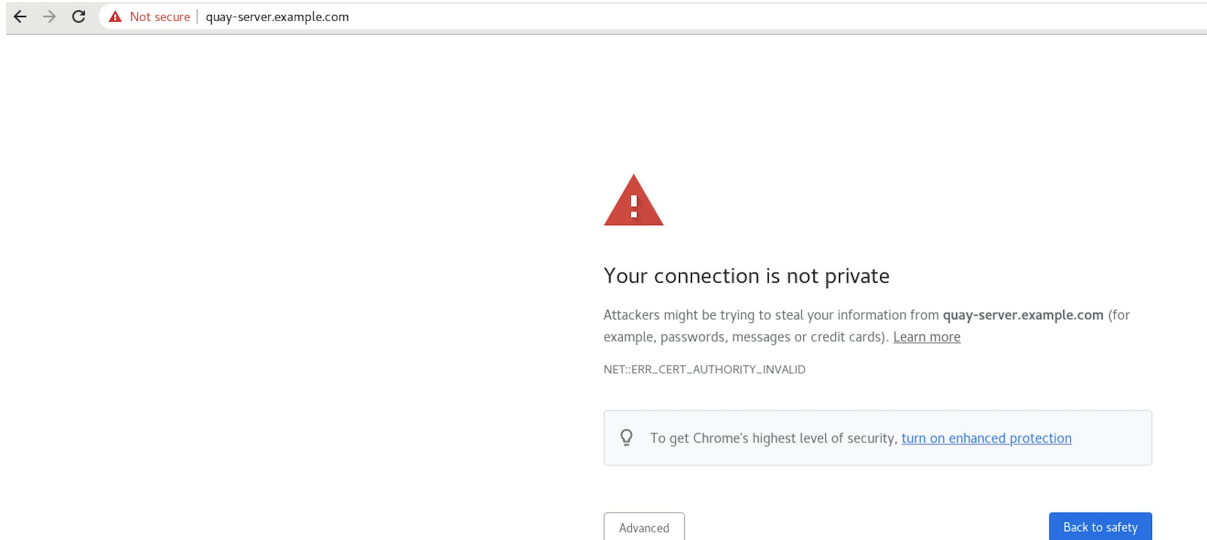 Not secure | quay-server.example.com
Your connection is not private
Attackers might be trying to steal your information from quay-server.example.com (for
example, passwords, messages or credit cards). Learn more
NET::ERR_CERT_AUTHORITY_INVALID
To get Chrome's highest level of security, turn on enhanced protection
Advanced
Back to safety